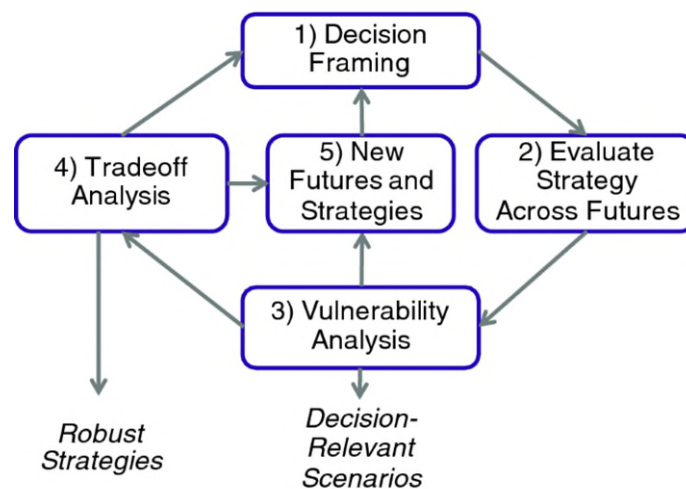 1) Decision
Framing
4) Tradeoff
Analysis
5) New
Futures and
Strategies
2) Evaluate
Strategy
Across Futures
3) Vulnerability
Analysis
Robust
Strategies
Decision-
Relevant
Scenarios